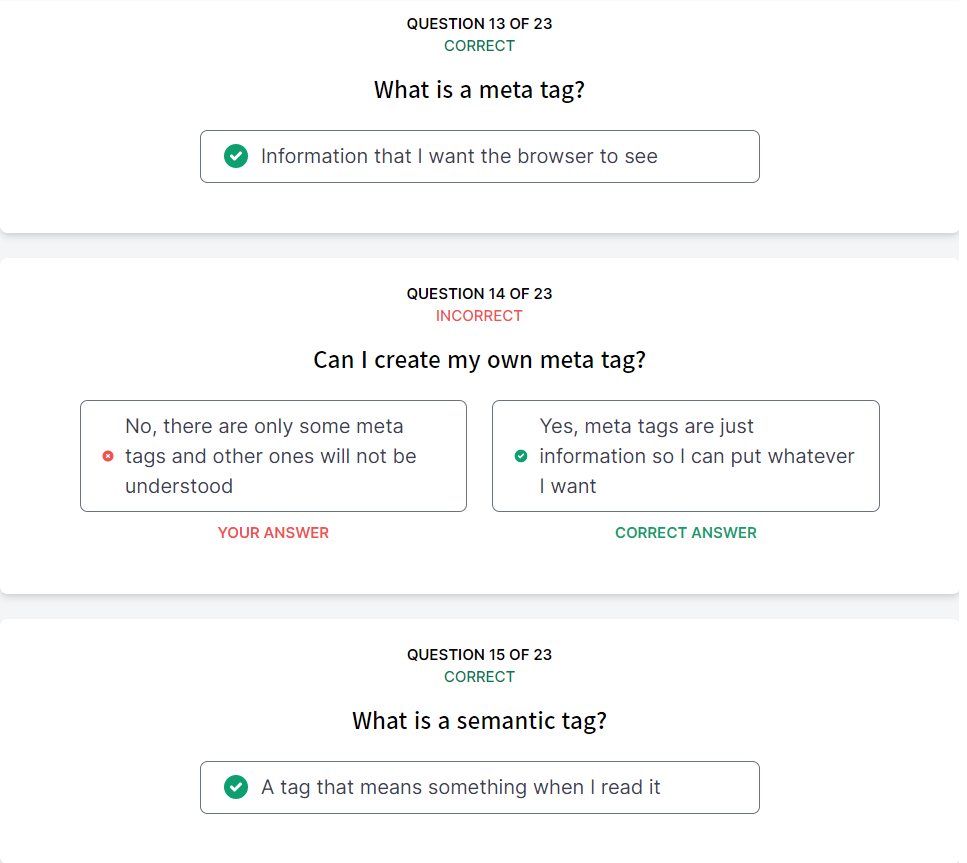 QUESTION 13 OF 23
CORRECT
What is a meta tag?
Information that I want the browser to see
QUESTION 14 OF 23
INCORRECT
Can I create my own meta tag?
No, there are only some meta
tags and other ones will not be
understood
YOUR ANSWER
Yes, meta tags are just
information so I can put whatever
I want
CORRECT ANSWER
QUESTION 15 OF 23
CORRECT
What is a semantic tag?
A tag that means something when I read it